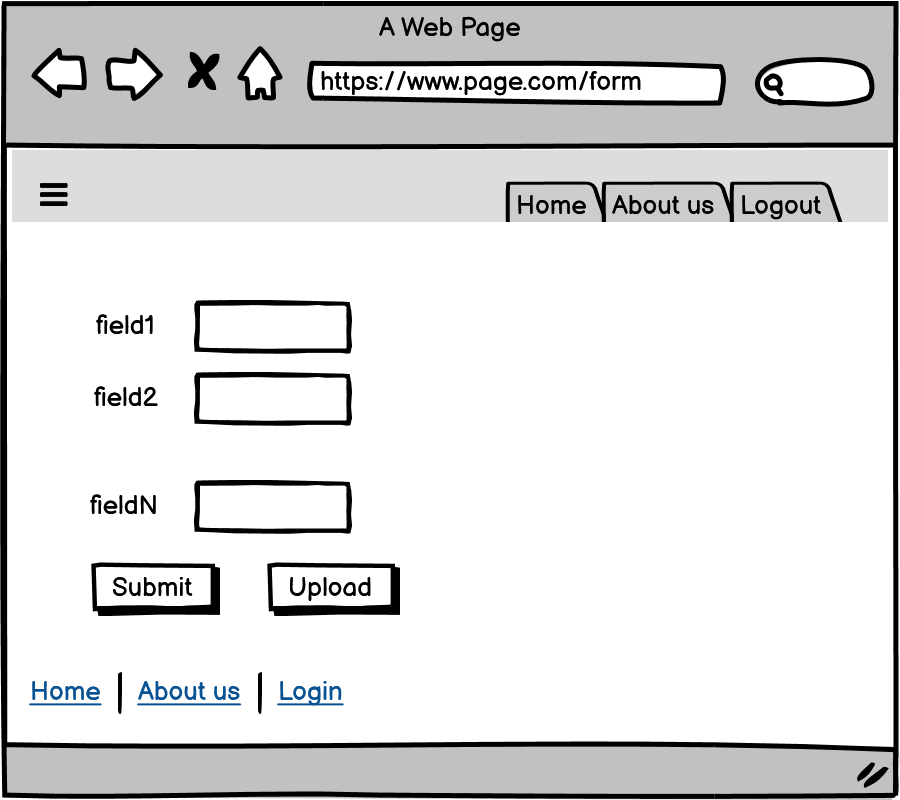 A Web Page
https://www.page.com/form
Home About us Logout
field1
field2
fieldN
Submit Upload
Home About us Login